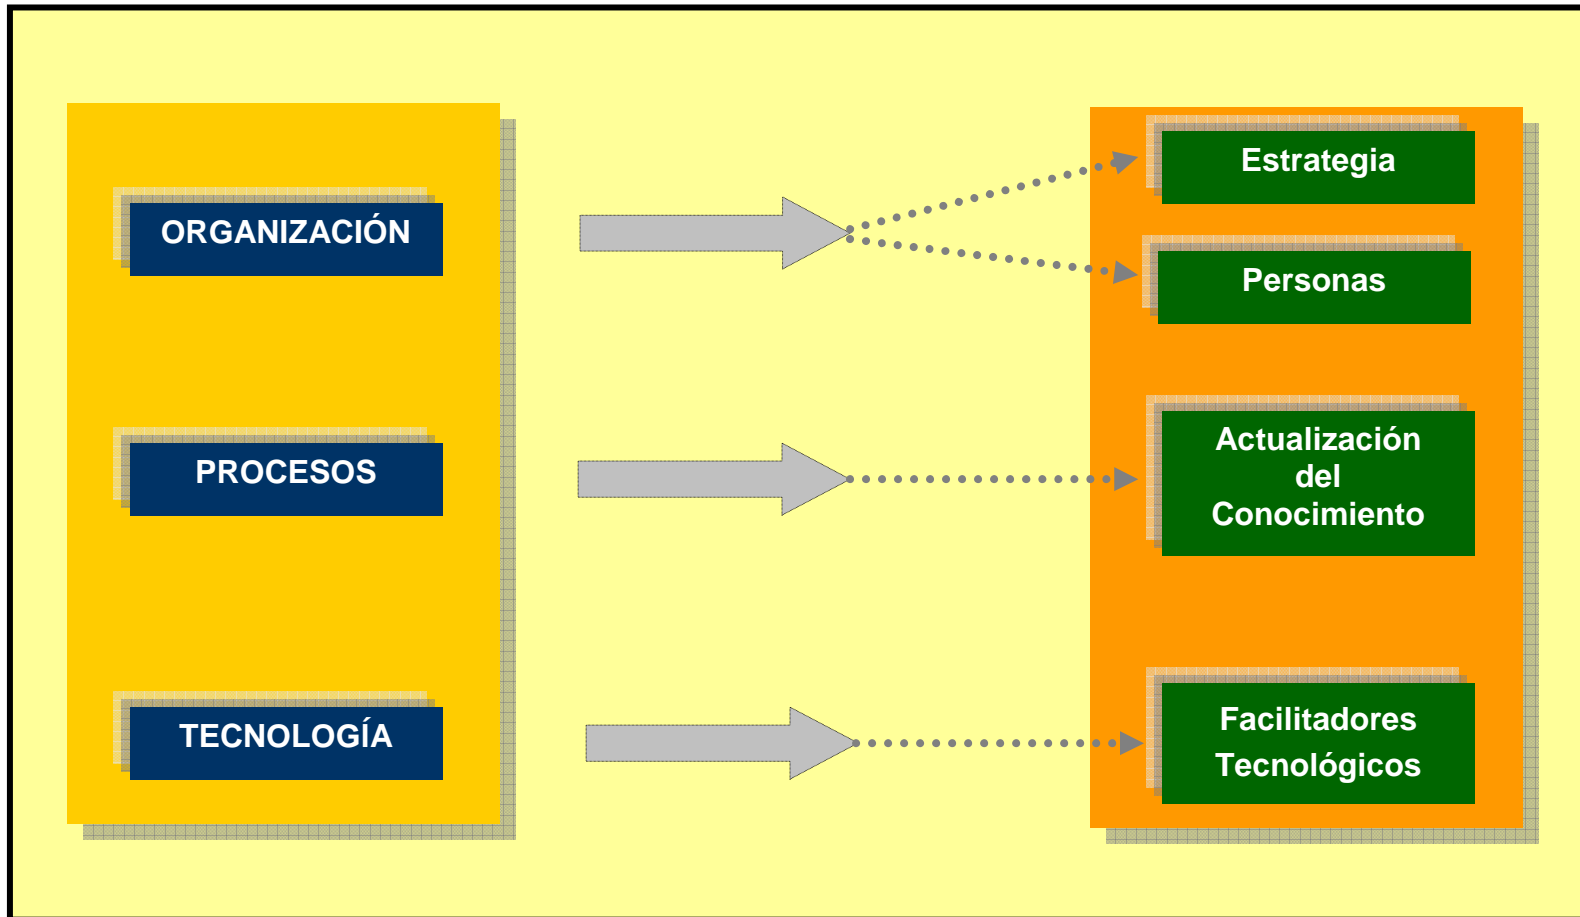 ORGANIZACIÓN
PROCESOS
TECNOLOGÍA
Estrategia
Personas
Actualización
del
Conocimiento
Facilitadores
Tecnológicos